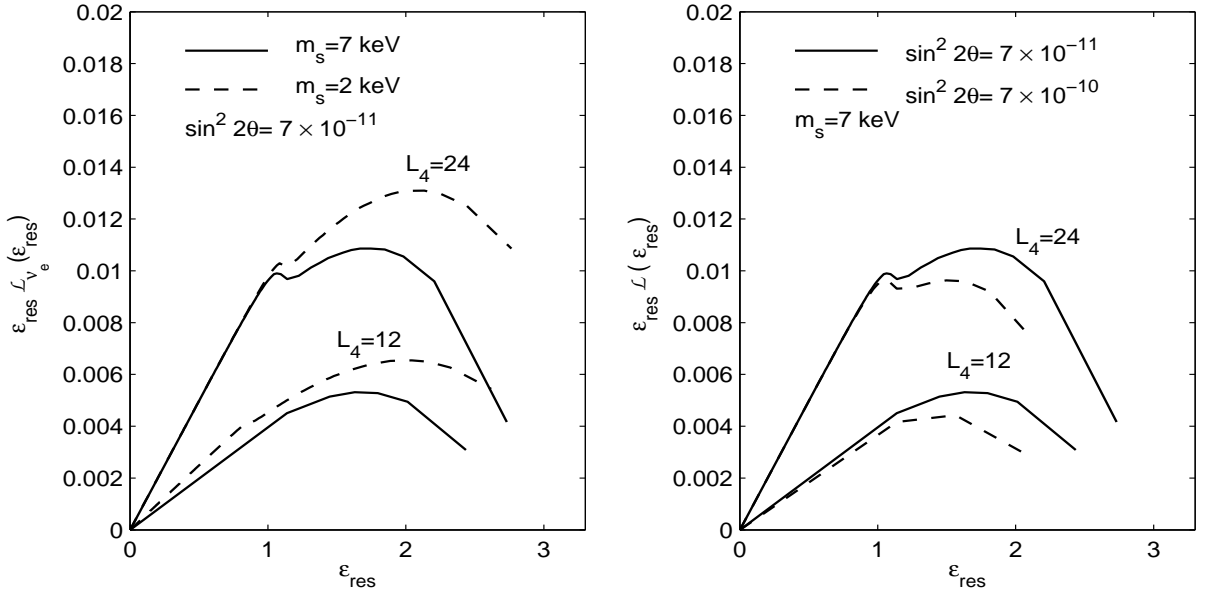 0.02
0.018
0.016
0.014
0.012
0.01
0.008
0.006
0.004
0.002
0
0
1
2
3
ε_res ℒ_ν_e (ε_res)
ε_res
m_s=7 keV
m_s=2 keV
sin² 2θ= 7 × 10⁻¹¹
L_4=24
L_4=12
0.02
0.018
0.016
0.014
0.012
0.01
0.008
0.006
0.004
0.002
0
0
1
2
3
ε_res ℒ ( ε_res)
ε_res
sin² 2θ= 7 × 10⁻¹¹
sin² 2θ= 7 × 10⁻¹⁰
m_s=7 keV
L_4=24
L_4=12